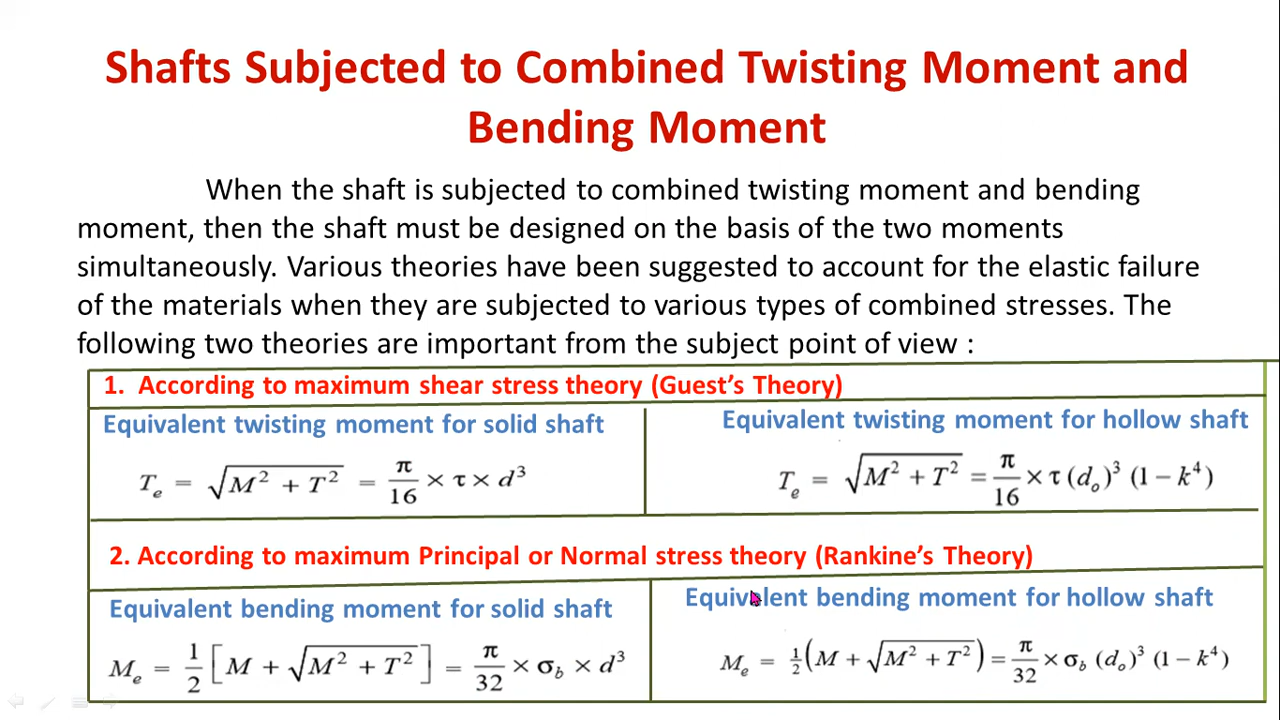 Shafts Subjected to Combined Twisting Moment and
Bending Moment
When the shaft is subjected to combined twisting moment and bending
moment, then the shaft must be designed on the basis of the two moments
simultaneously. Various theories have been suggested to account for the elastic failure
of the materials when they are subjected to various types of combined stresses. The
following two theories are important from the subject point of view :
1. According to maximum shear stress theory (Guest's Theory)
Equivalent twisting moment for solid shaft
Tₑ = √(M² + T²) = π/16 × τ × d³
Equivalent twisting moment for hollow shaft
Tₑ = √(M² + T²) = π/16 × τ (dₒ)³ (1 − k⁴)
2. According to maximum Principal or Normal stress theory (Rankine's Theory)
Equivalent bending moment for solid shaft
Mₑ = 1/2 [M + √(M² + T²)] = π/32 × σ_b × d³
Equivalent bending moment for hollow shaft
Mₑ = ½ (M + √(M² + T²)) = π/32 × σ_b (dₒ)³ (1 − k⁴)